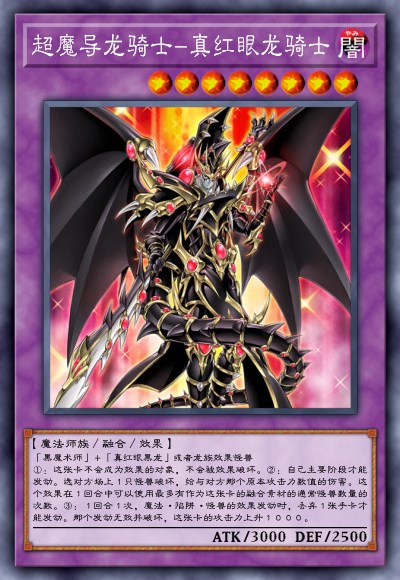 超魔导龙骑士-真红眼龙骑士
やみ
闇
【魔法师族／融合／效果】
「黑魔术师」+「真红眼黑龙」或者龙族效果怪兽
①：这张卡不会成为效果的对象，不会被效果破坏。②：自己主要阶段才能
发动。选对方场上１只怪兽破坏，给与对方那个原本攻击力数值的伤害。这
个效果在１回合中可以使用最多有作为这张卡的融合素材的通常怪兽数量的
次数。③：１回合１次，魔法·陷阱·怪兽的效果发动时，丢弃１张手卡才
能发动。那个发动无效并破坏，这张卡的攻击力上升１０００。
ATK/3000 DEF/2500